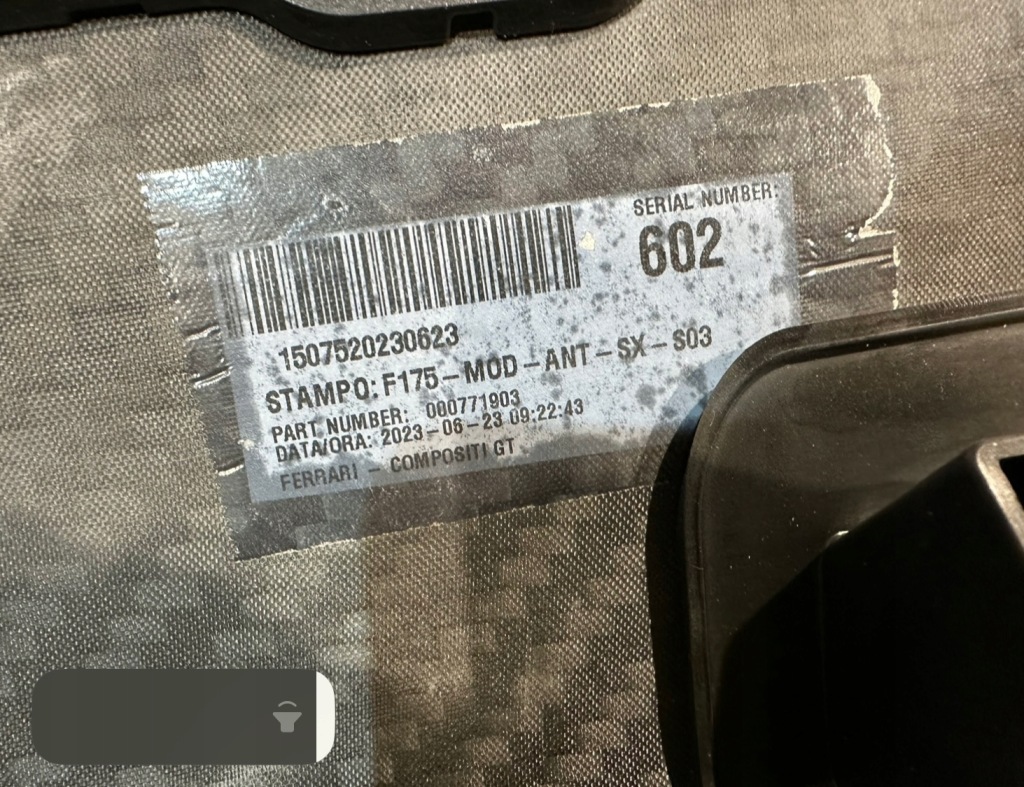 SERIAL NUMBER:
602
1507520230623
STAMPO: F175-MOD-ANT-SX-S03
PART NUMBER: 000771903
DATA/ORA: 2023-06-23 09:22:43
FERRARI - COMPOSITI GT